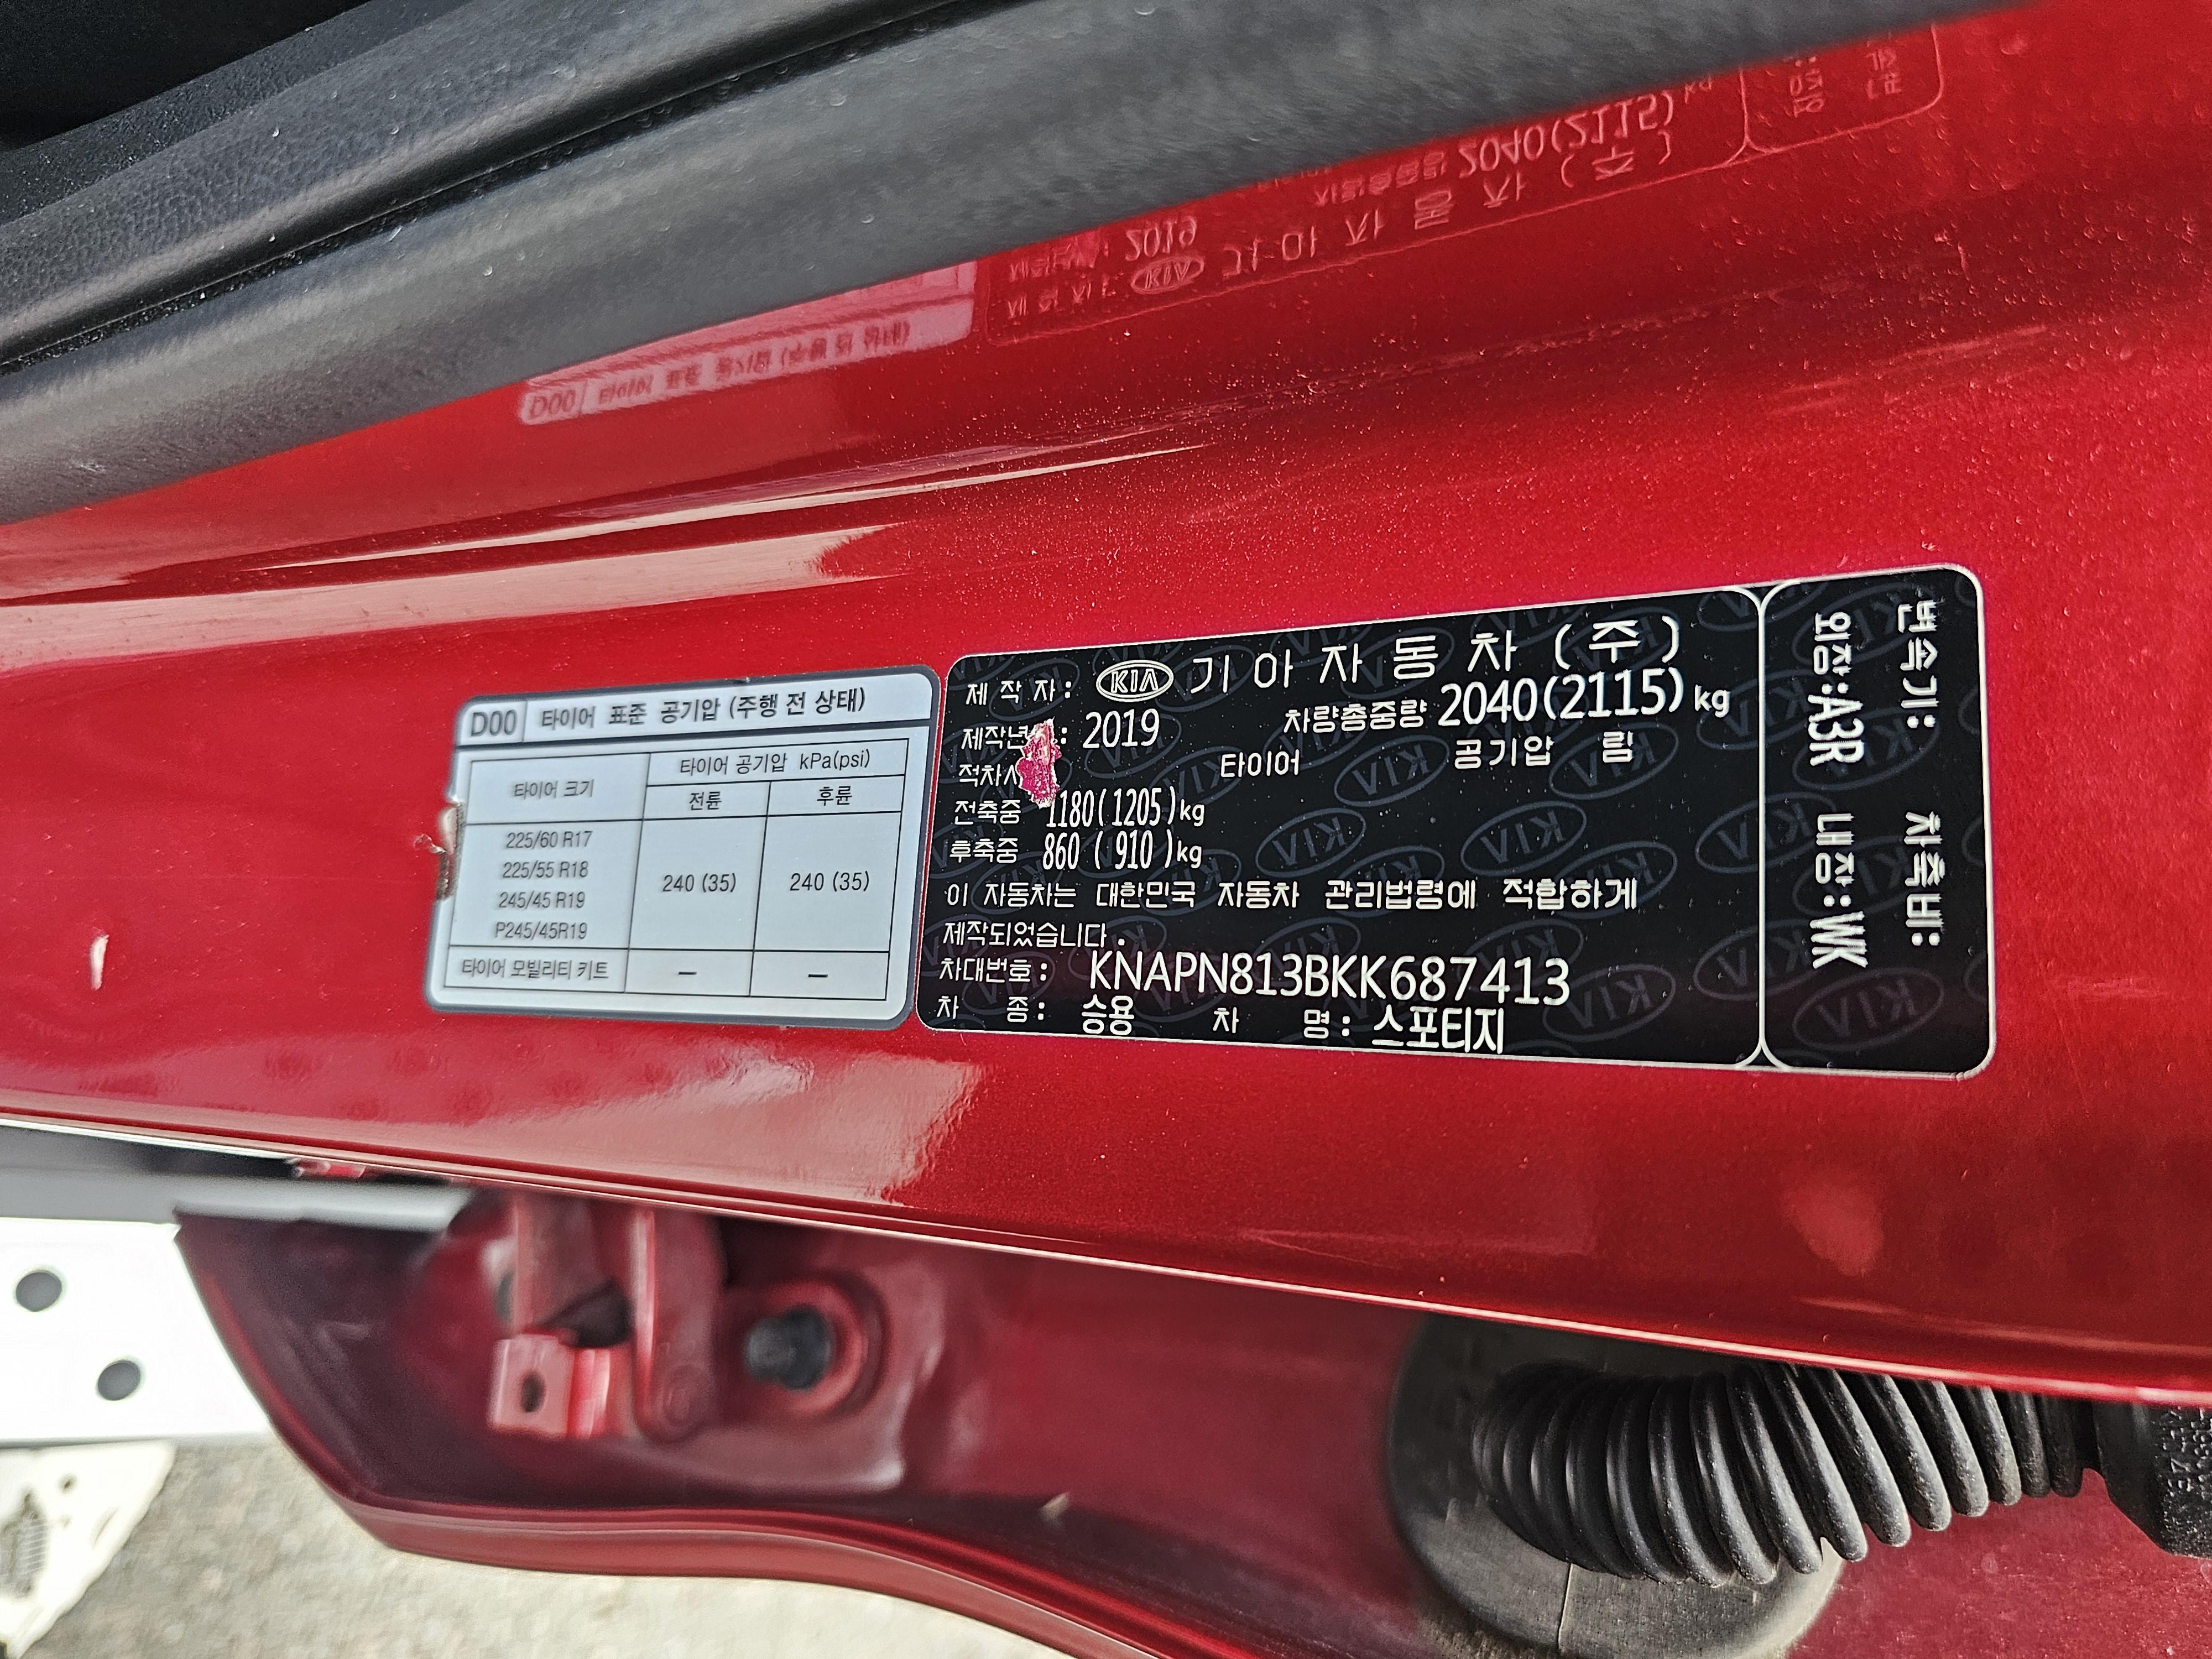 D00 타이어 표준 공기압 (주행 전 상태)
타이어 크기 타이어 공기압 kPa(psi)
전륜 후륜
225/60 R17
225/55 R18
245/45 R19
P245/45R19
240 (35) 240 (35)
타이어 모빌리티 키트 – –
제 작 자: KIA 기 아 자 동 차 (주)
제작년 : 2019 차량총중량 2040(2115)kg
적차시 타이어 공기압 림
전축중 1180(1205)kg
후축중 860 ( 910 )kg
이 자동차는 대한민국 자동차 관리법령에 적합하게
제작되었습니다.
차대번호: KNAPN813BKK687413
차 종: 승용 차 명: 스포티지
변속기: 차축비:
외장:A3R 내장:WK